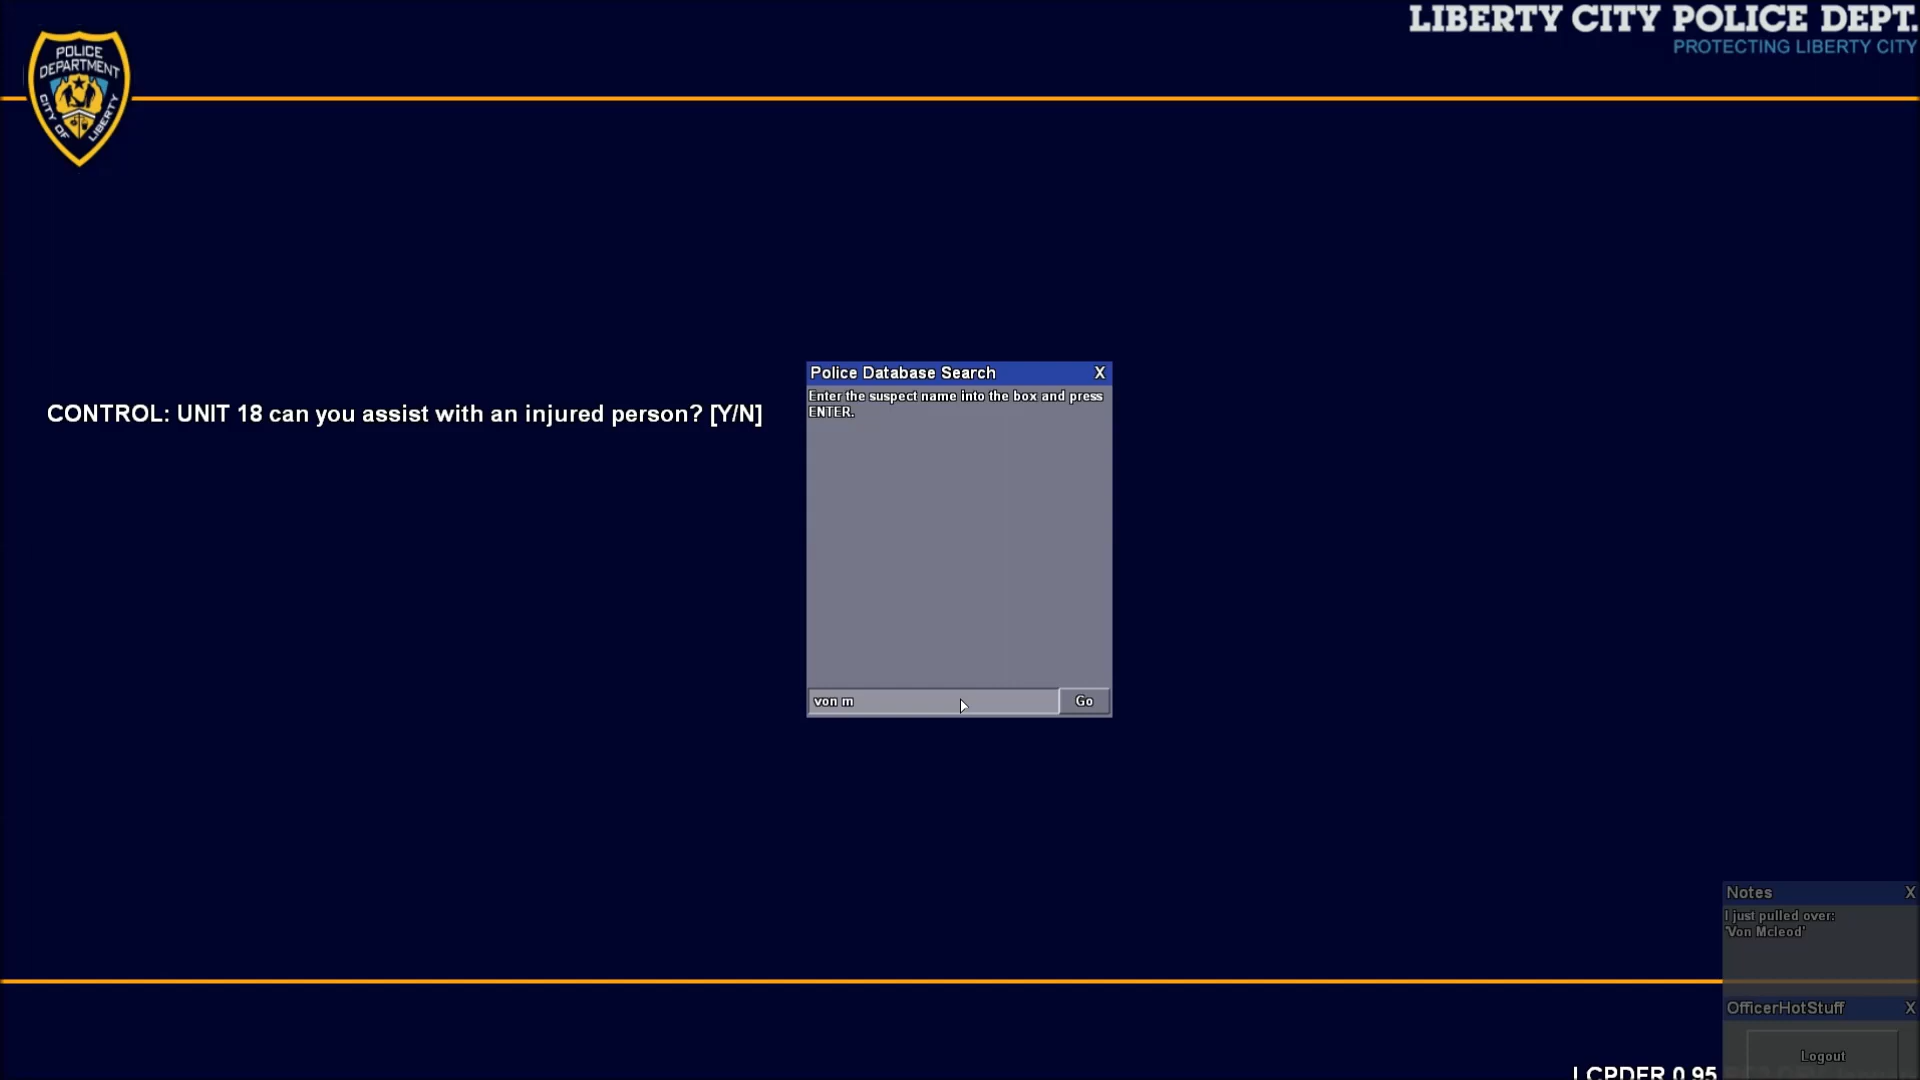 LIBERTY CITY POLICE DEPT.
PROTECTING LIBERTY CITY
POLICE
DEPARTMENT
CITY OF LIBERTY
Police Database Search X
Enter the suspect name into the box and press
ENTER.
CONTROL: UNIT 18 can you assist with an injured person? [Y/N]
von m Go
Notes X
I just pulled over:
'Von Mcleod'
OfficerHotStuff X
Logout
LCPDFR 0.95